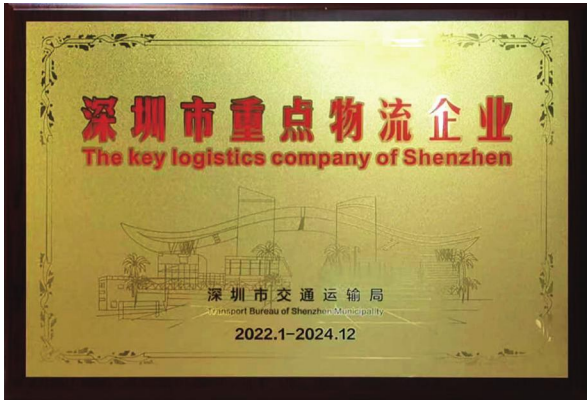 深圳市重点物流企业
The key logistics company of Shenzhen
深圳市交通运输局
Transport Bureau of Shenzhen Municipality
2022.1-2024.12